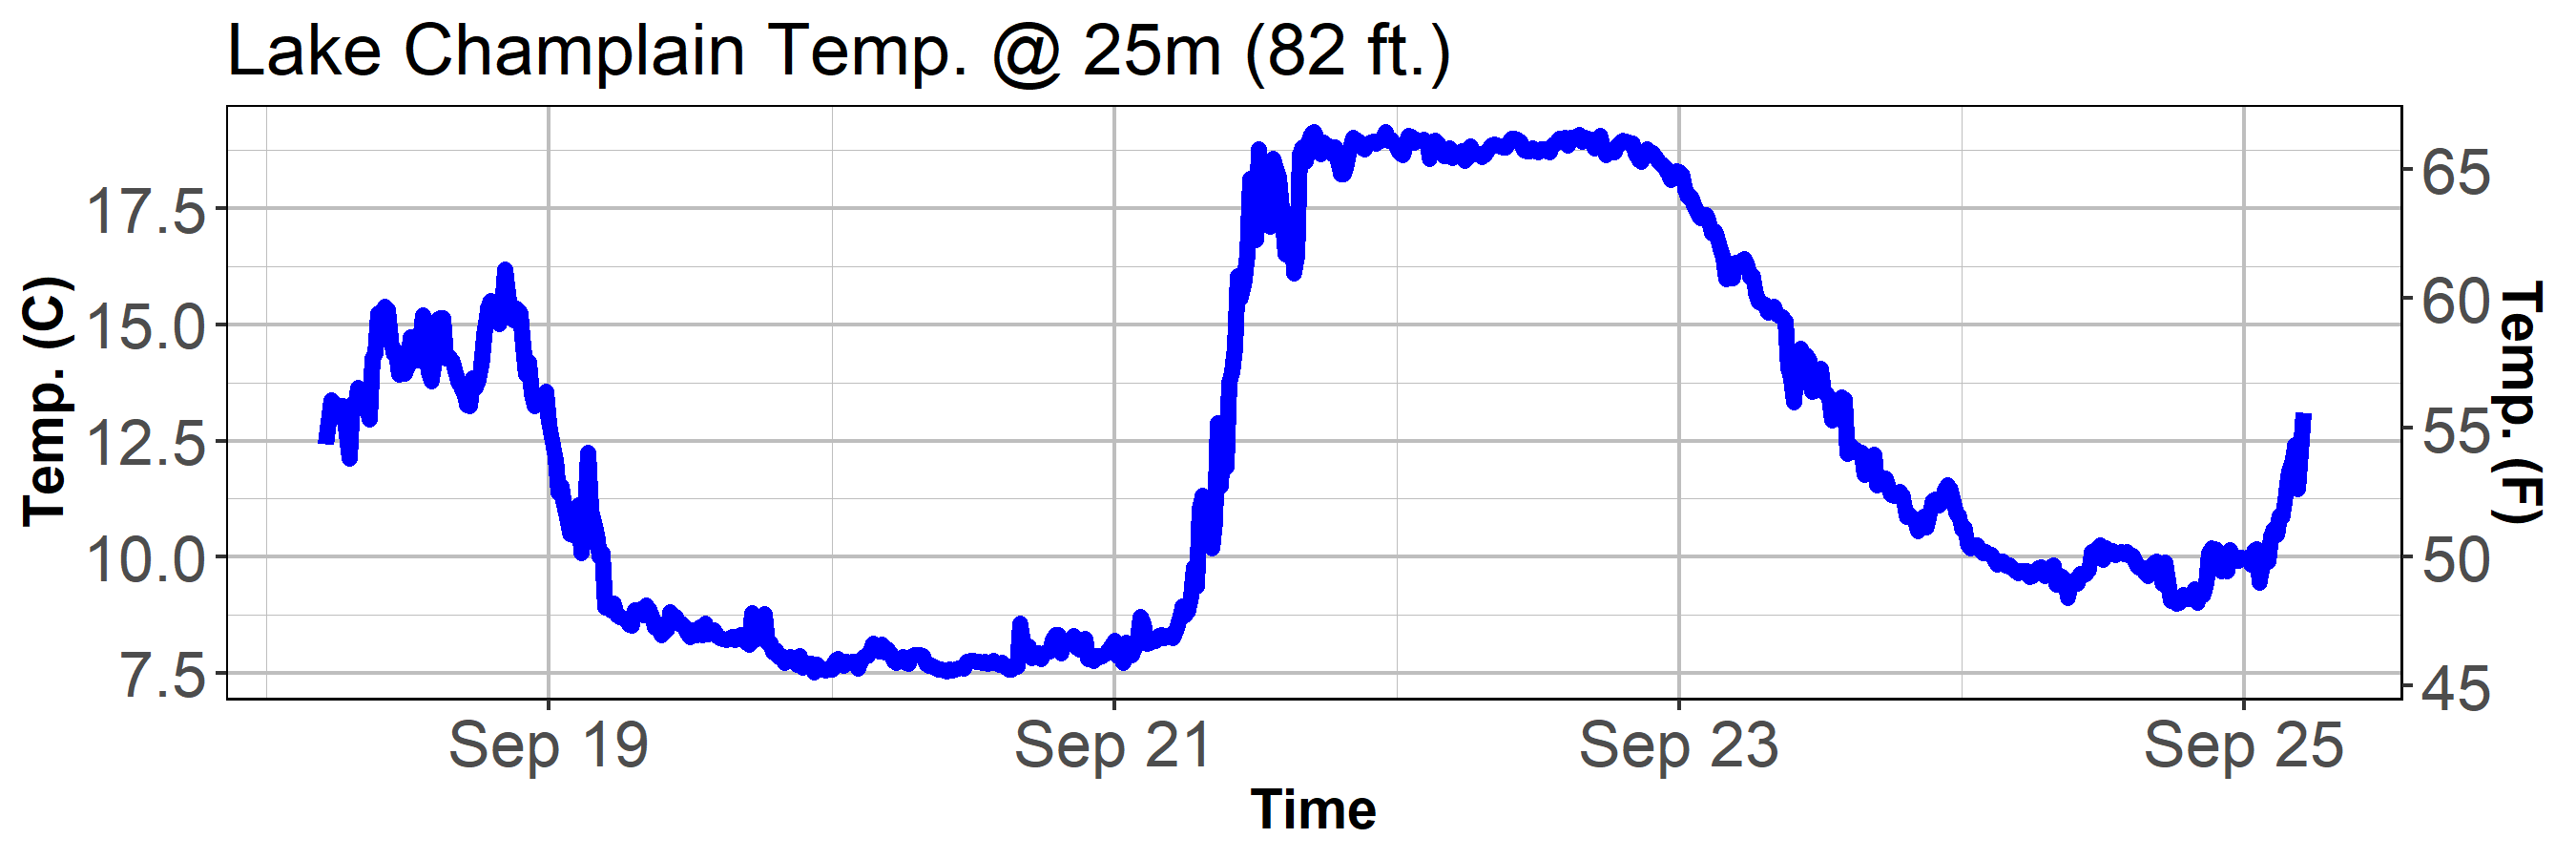 Lake Champlain Temp. @ 25m (82 ft.)
Temp. (C)
17.5
15.0
12.5
10.0
7.5
65
60
55
50
45
Temp. (F)
Sep 19
Sep 21
Sep 23
Sep 25
Time